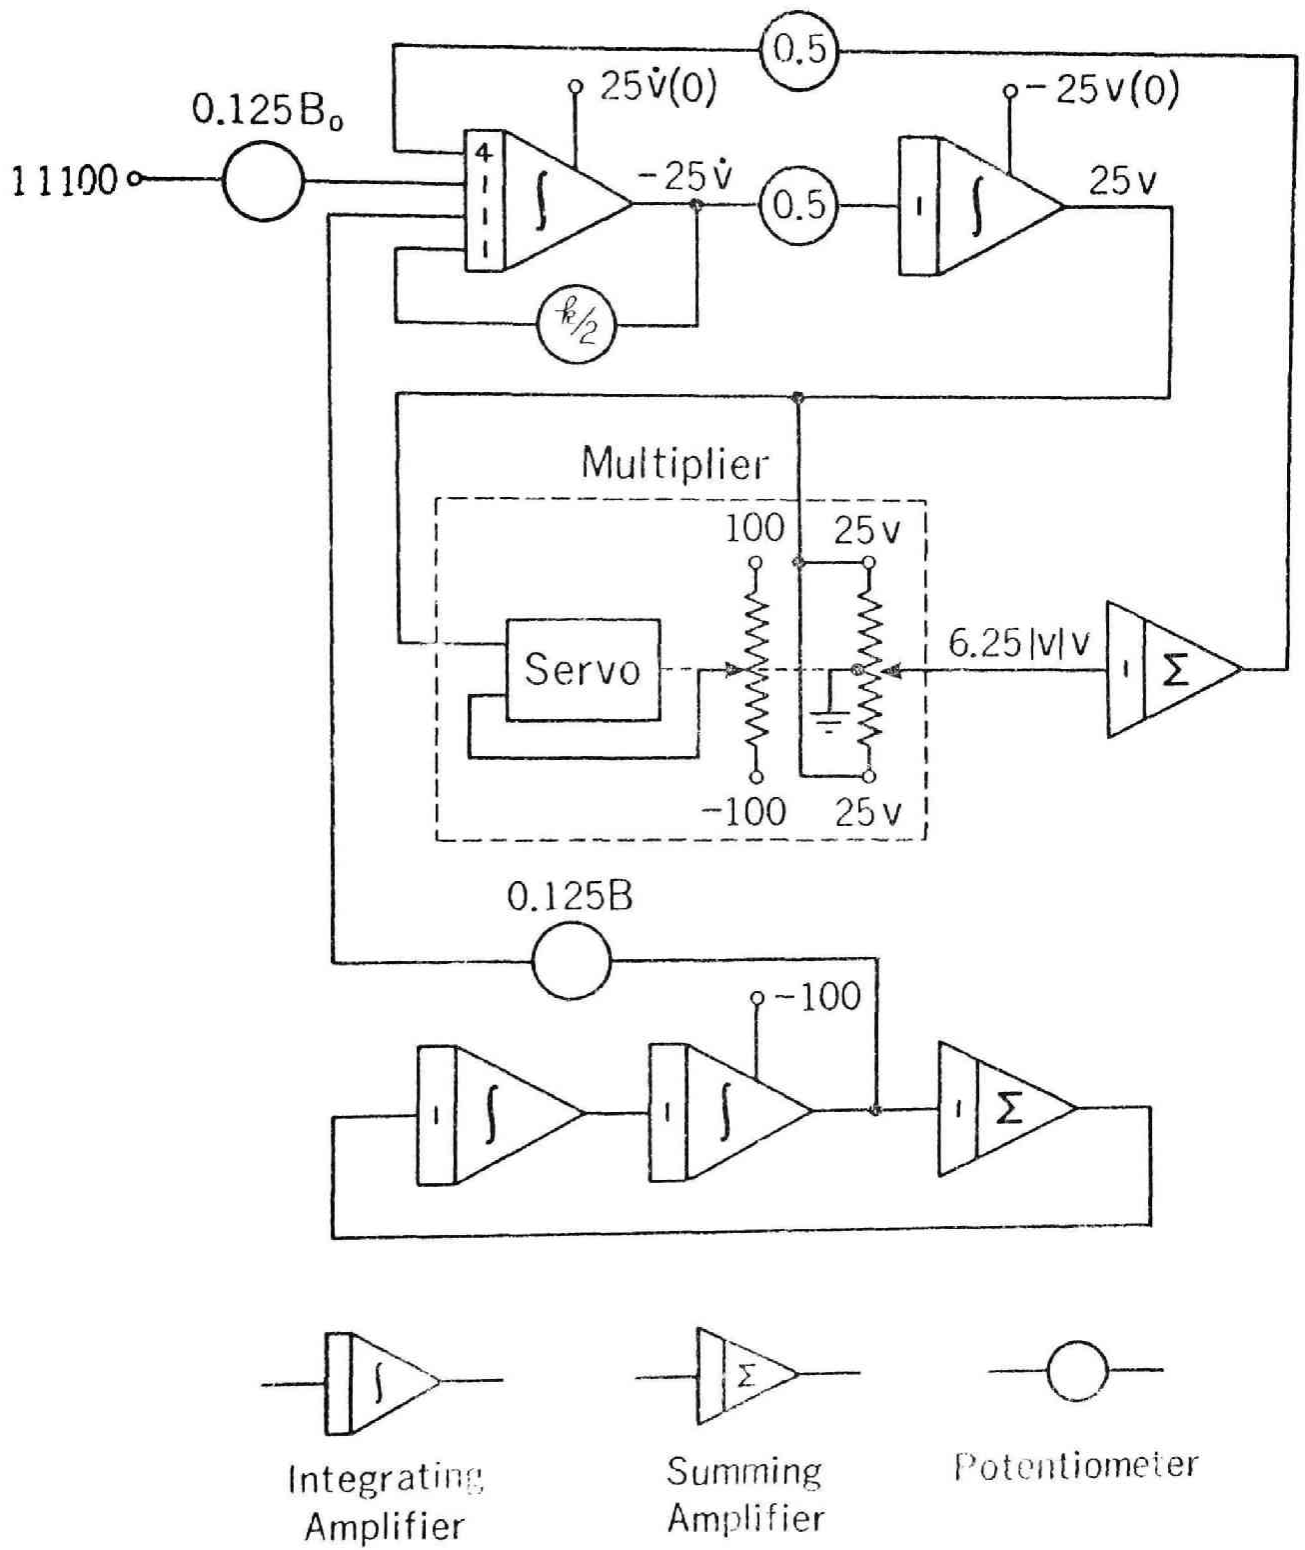 0.5
25v̇(0)
-25v(0)
0.125B₀
11100
4
1
1
1
∫
-25v̇
0.5
1
∫
25v
k/2
Multiplier
100
25v
Servo
6.25|v|v
1
Σ
-100
25v
0.125B
-100
1
∫
1
∫
1
Σ
∫
Σ
Integrating
Amplifier
Summing
Amplifier
Potentiometer